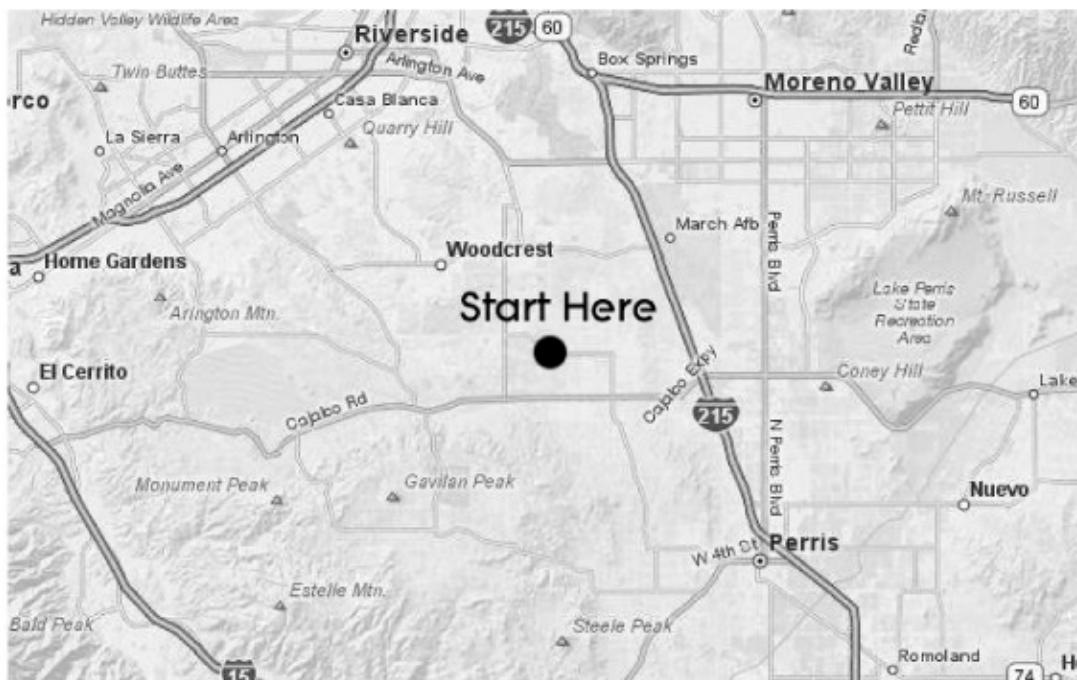 Hidden Valley Wildlife Area
215
60
Riverside
Arlington Ave
Box Springs
Twin Buttes
Moreno Valley
orco
Casa Blanca
60
Pettit Hill
La Sierra
Arlington
Quarry Hill
Magnolia Ave
Mt. Russell
March Afb
Perris Blvd
Woodcrest
a
Home Gardens
Start Here
Lake Perris
State
Recreation
Area
Arlington Mtn.
El Cerrito
Cajalco Expy
Coney Hill
Lake
Cajalco Rd
215
N Perris Blvd
Monument Peak
Gavilan Peak
Nuevo
W 4th St
Perris
Estelle Mtn.
Bald Peak
Steele Peak
Romoland
15
74